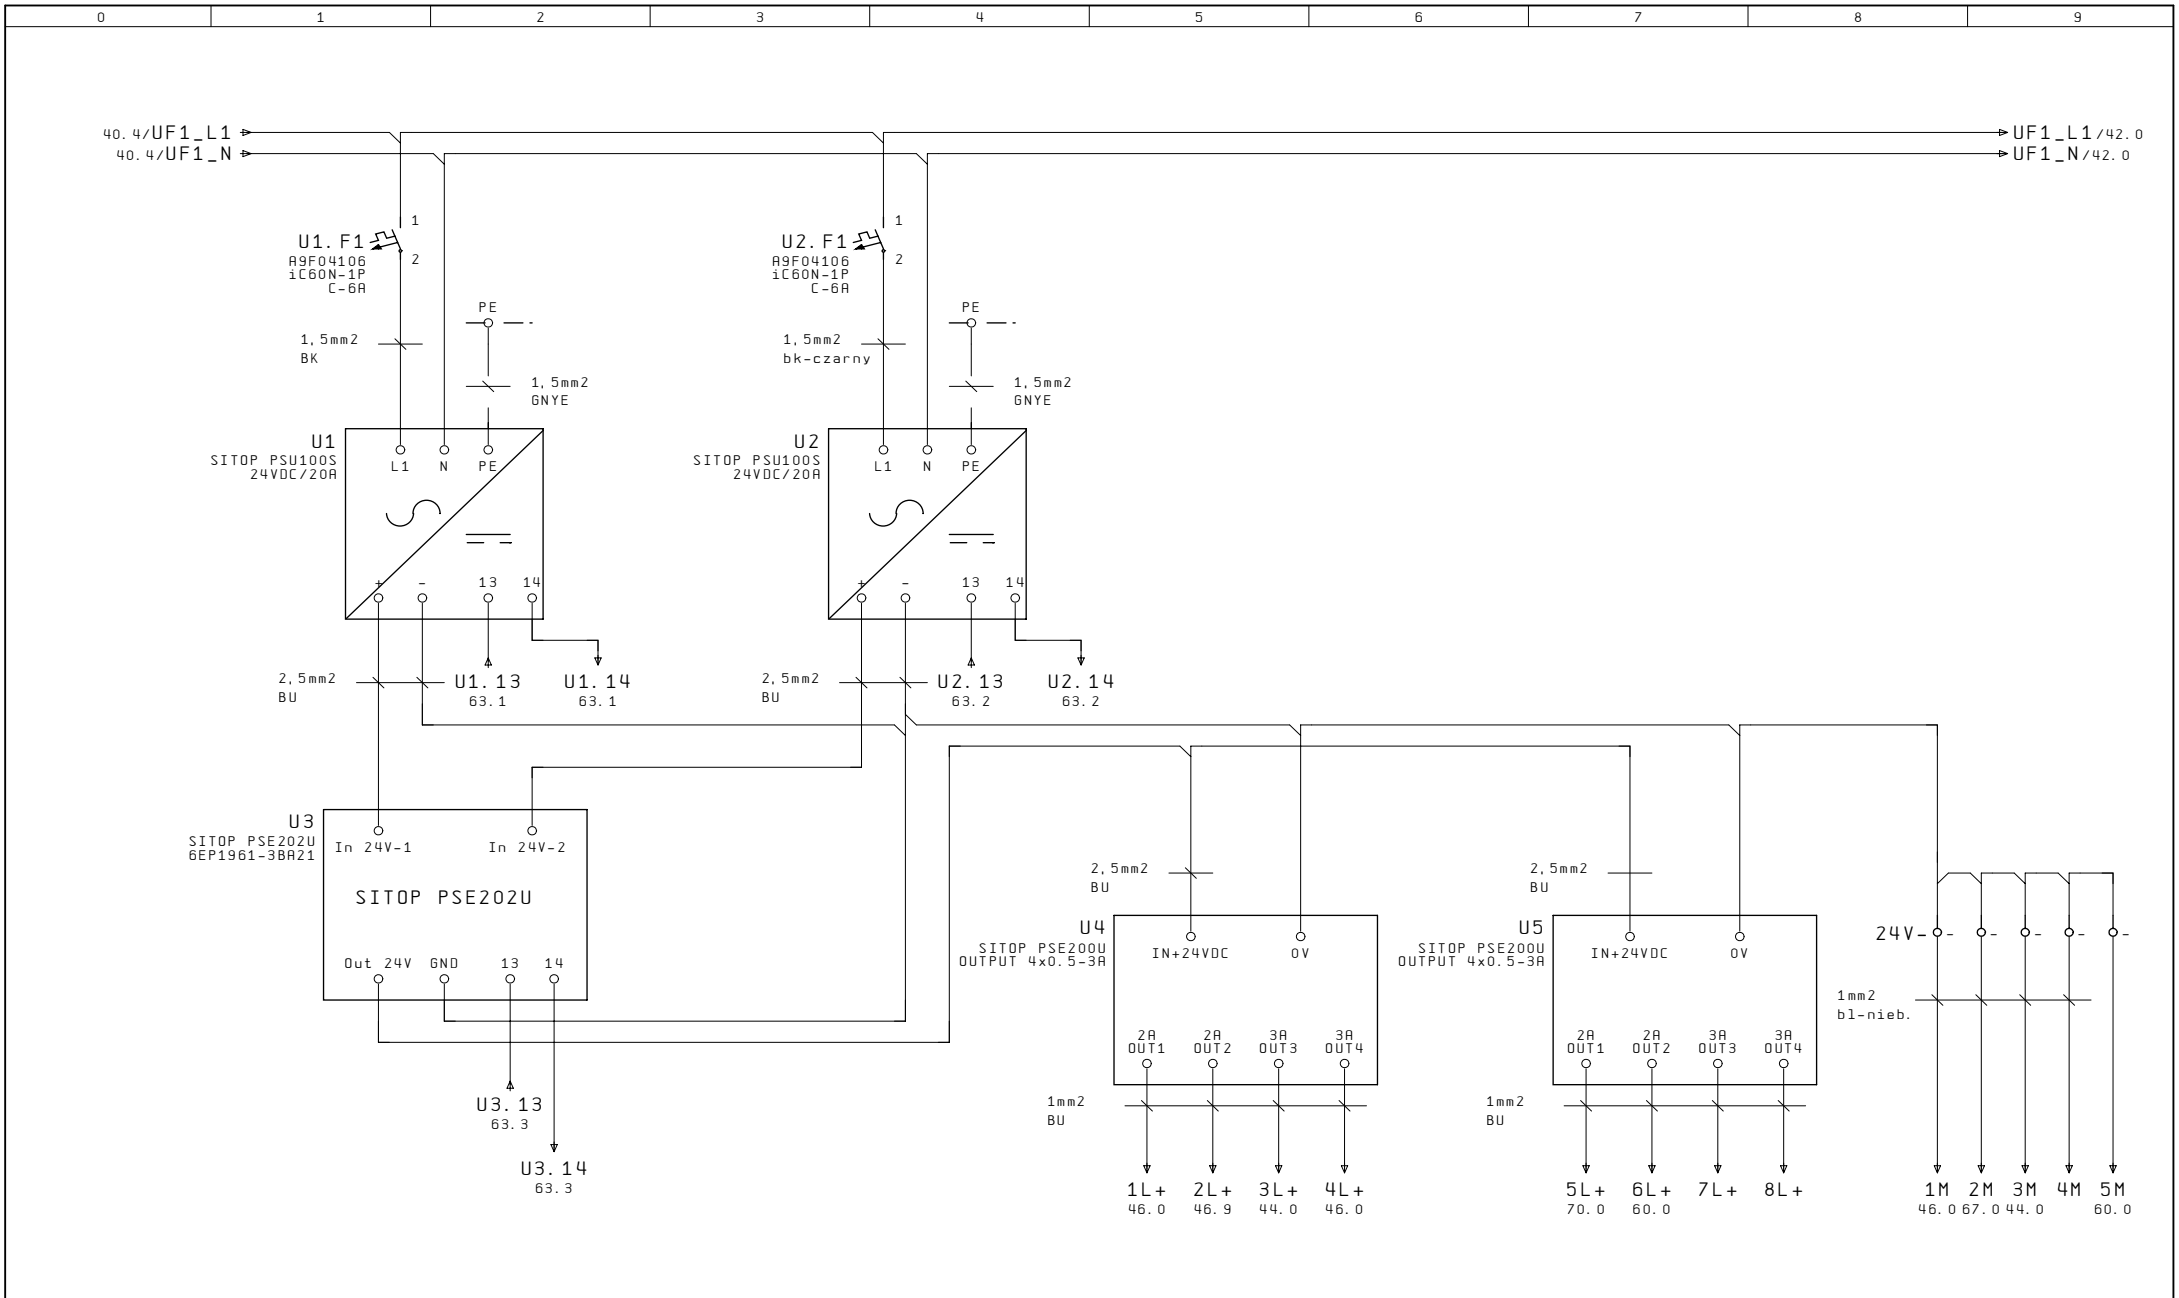 0 1 2 3 4 5 6 7 8 9
40.4/UF1_L1 UF1_L1/42.0
40.4/UF1_N UF1_N/42.0
1 1
U1.F1 U2.F1
2 2
A9F04106 A9F04106
iC60N-1P iC60N-1P
C-6A C-6A
PE PE
1,5mm2 1,5mm2
BK bk-czarny
1,5mm2 1,5mm2
GNYE GNYE
U1 U2
SITOP PSU100S SITOP PSU100S
24VDC/20A 24VDC/20A
L1 N PE L1 N PE
+ - 13 14 + - 13 14
2,5mm2 U1.13 U1.14 2,5mm2 U2.13 U2.14
BU 63.1 63.1 BU 63.2 63.2
U3
SITOP PSE202U
6EP1961-3BA21
In 24V-1 In 24V-2
SITOP PSE202U
Out 24V GND 13 14
2,5mm2 2,5mm2
BU BU
U4 U5
SITOP PSE200U SITOP PSE200U
OUTPUT 4x0.5-3A OUTPUT 4x0.5-3A
IN+24VDC 0V IN+24VDC 0V
24V- - - - - -
1mm2
bl-nieb.
2A 2A 3A 3A 2A 2A 3A 3A
OUT1 OUT2 OUT3 OUT4 OUT1 OUT2 OUT3 OUT4
1mm2 1mm2
BU BU
U3.13
63.3
U3.14
63.3
1L+ 2L+ 3L+ 4L+ 5L+ 6L+ 7L+ 8L+ 1M 2M 3M 4M 5M
46.0 46.9 44.0 46.0 70.0 60.0 46.0 67.0 44.0 60.0